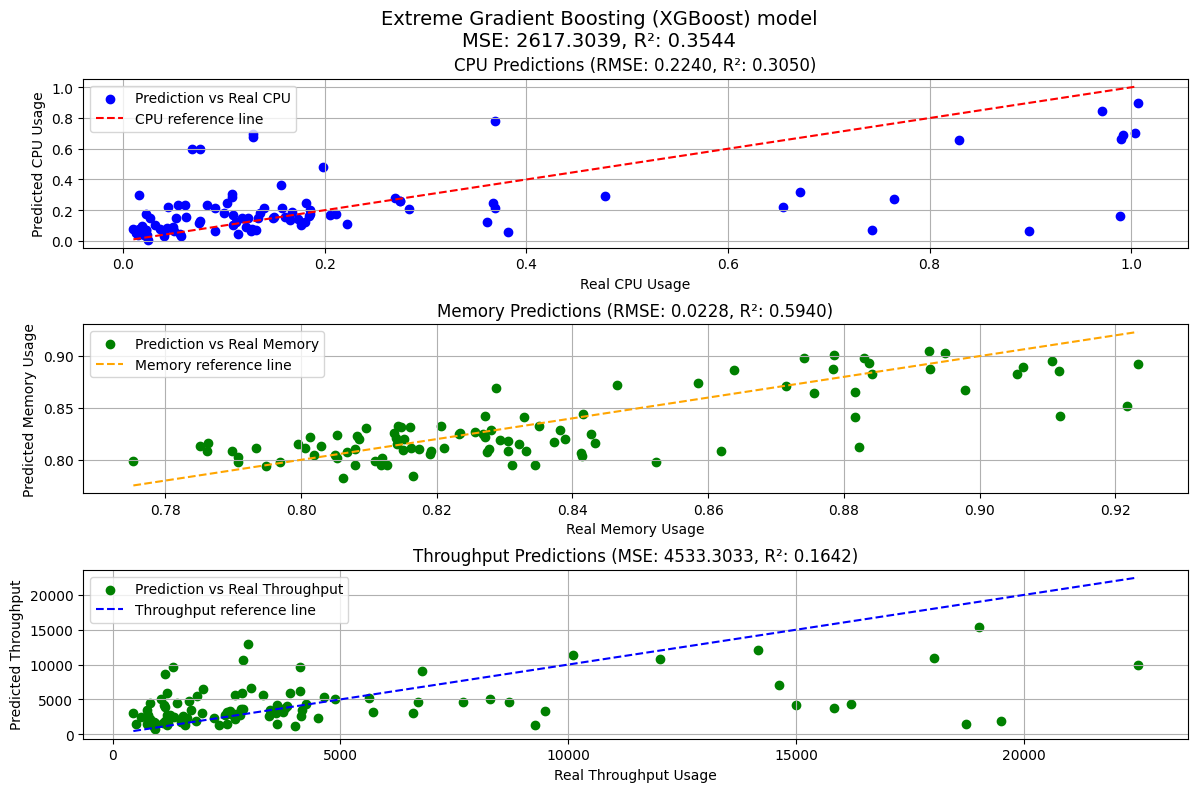 Extreme Gradient Boosting (XGBoost) model
MSE: 2617.3039, R²: 0.3544
CPU Predictions (RMSE: 0.2240, R²: 0.3050)
Predicted CPU Usage
1.0
0.8
0.6
0.4
0.2
0.0
Prediction vs Real CPU
CPU reference line
0.0 0.2 0.4 0.6 0.8 1.0
Real CPU Usage
Memory Predictions (RMSE: 0.0228, R²: 0.5940)
Predicted Memory Usage
0.90
0.85
0.80
Prediction vs Real Memory
Memory reference line
0.78 0.80 0.82 0.84 0.86 0.88 0.90 0.92
Real Memory Usage
Throughput Predictions (MSE: 4533.3033, R²: 0.1642)
Predicted Throughput
20000
15000
10000
5000
0
Prediction vs Real Throughput
Throughput reference line
0 5000 10000 15000 20000
Real Throughput Usage